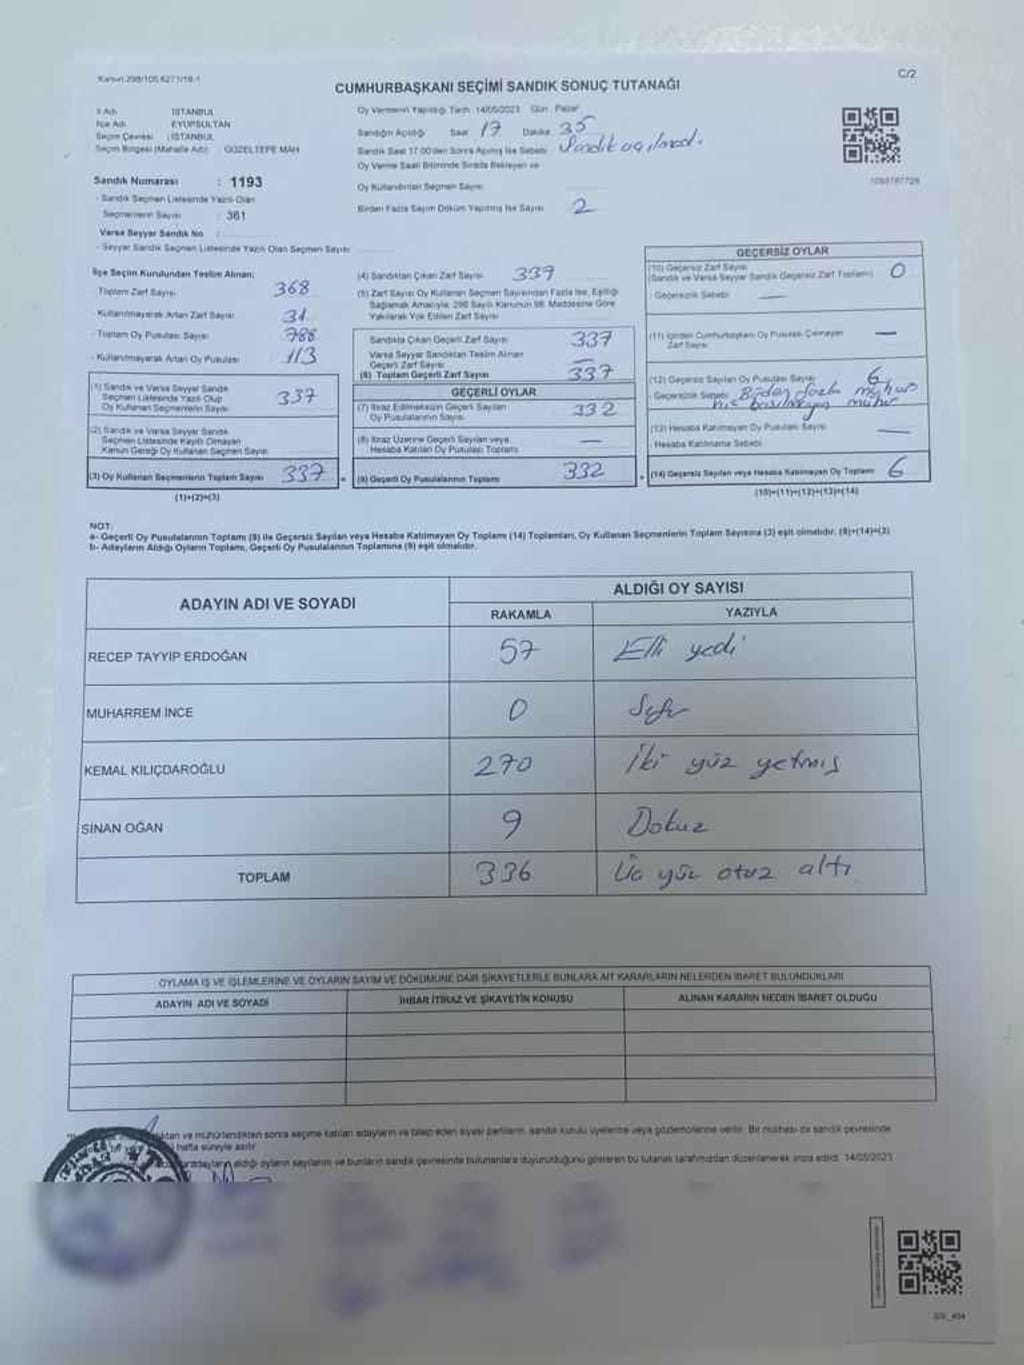 Kanun:298/105,6271/18-1
C/2
CUMHURBAŞKANI SEÇİMİ SANDIK SONUÇ TUTANAĞI
İl Adı İSTANBUL
İlçe Adı EYÜPSULTAN
Seçim Çevresi : İSTANBUL
Seçim Bölgesi (Mahalle Adı) GÜZELTEPE MAH
Sandık Numarası : 1193
- Sandık Seçmen Listesinde Yazılı Olan
Seçmenlerin Sayısı : 361
Varsa Seyyar Sandık No :
- Seyyar Sandık Seçmen Listesinde Yazılı Olan Seçmen Sayısı
Oy Vermenin Yapıldığı Tarih 14/05/2023 Gün Pazar
Sandığın Açıldığı Saat 17 Dakika 35
Sandık Saat 17:00'den Sonra Açılmış İse Sebebi Sandık açılmadı.
Oy Verme Saati Bitiminde Sırada Bekleyen ve
Oy Kullandırılan Seçmen Sayısı
Birden Fazla Sayım Döküm Yapılmış İse Sayısı 2
İlçe Seçim Kurulundan Teslim Alınan:
- Toplam Zarf Sayısı 368
- Kullanılmayarak Artan Zarf Sayısı 31
- Toplam Oy Pusulası Sayısı 788
- Kullanılmayarak Artan Oy Pusulası 113
(1) Sandık ve Varsa Seyyar Sandık
Seçmen Listesinde Yazılı Olup
Oy Kullanan Seçmenlerin Sayısı 337
(2) Sandık ve Varsa Seyyar Sandık
Seçmen Listesinde Kayıtlı Olmayan
Kanun Gereği Oy Kullanan Seçmen Sayısı
(3) Oy Kullanan Seçmenlerin Toplam Sayısı 337
(1)+(2)=(3)
(4) Sandıktan Çıkan Zarf Sayısı 337
(5) Zarf Sayısı Oy Kullanan Seçmen Sayısından Fazla İse, Eşitliği
Sağlamak Amacıyla, 298 Sayılı Kanunun 98. Maddesine Göre
Yakılarak Yok Edilen Zarf Sayısı
Sandıkta Çıkan Geçerli Zarf Sayısı 337
Varsa Seyyar Sandıktan Teslim Alınan
Geçerli Zarf Sayısı —
(6) Toplam Geçerli Zarf Sayısı 337
GEÇERLİ OYLAR
(7) İtiraz Edilmeksizin Geçerli Sayılan
Oy Pusulalarının Sayısı 332
(8) İtiraz Üzerine Geçerli Sayılan veya
Hesaba Katılan Oy Pusulası Toplamı —
(9) Geçerli Oy Pusulalarının Toplamı 332
1093787726
GEÇERSİZ OYLAR
(10) Geçersiz Zarf Sayısı
(Sandık ve Varsa Seyyar Sandık Geçersiz Zarf Toplamı) 0
- Geçersizlik Sebebi —
(11) İçinden Cumhurbaşkanı Oy Pusulası Çıkmayan
Zarf Sayısı —
(12) Geçersiz Sayılan Oy Pusulası Sayısı 6
- Geçersizlik Sebebi Birden fazla mühür
hiç basılmayan mühür
(13) Hesaba Katılmayan Oy Pusulası Sayısı —
- Hesaba Katılmama Sebebi
(14) Geçersiz Sayılan veya Hesaba Katılmayan Oy Toplamı 6
(10)+(11)+(12)+(13)=(14)
NOT:
a- Geçerli Oy Pusulalarının Toplamı (9) ile Geçersiz Sayılan veya Hesaba Katılmayan Oy Toplamı (14) Toplamları, Oy Kullanan Seçmenlerin Toplam Sayısına (3) eşit olmalıdır. (9)+(14)=(3)
b- Adayların Aldığı Oyların Toplamı, Geçerli Oy Pusulalarının Toplamına (9) eşit olmalıdır.
ADAYIN ADI VE SOYADI
ALDIĞI OY SAYISI
RAKAMLA YAZIYLA
RECEP TAYYİP ERDOĞAN 57 Elli yedi
MUHARREM İNCE 0 Sıfır
KEMAL KILIÇDAROĞLU 270 İki yüz yetmiş
SİNAN OĞAN 9 Dokuz
TOPLAM 336 Üç yüz otuz altı
OYLAMA İŞ VE İŞLEMLERİNE VE OYLARIN SAYIM VE DÖKÜMÜNE DAİR ŞİKAYETLERLE BUNLARA AİT KARARLARIN NELERDEN İBARET BULUNDUKLARI
ADAYIN ADI VE SOYADI İHBAR İTİRAZ VE ŞİKAYETİN KONUSU ALINAN KARARIN NEDEN İBARET OLDUĞU
ve mühürlendikten sonra seçime katılan adayların ve talep eden siyasi partilerin, sandık kurulu üyelerine veya gözlemcilerine verilir. Bir nüshası da sandık çevresinde
hafta süreyle asılır
aldığı oyların sayılarını ve bunların sandık çevresinde bulunanlara duyurulduğunu gösteren bu tutanak tarafımızdan düzenlenerek imza edildi. 14/05/2023